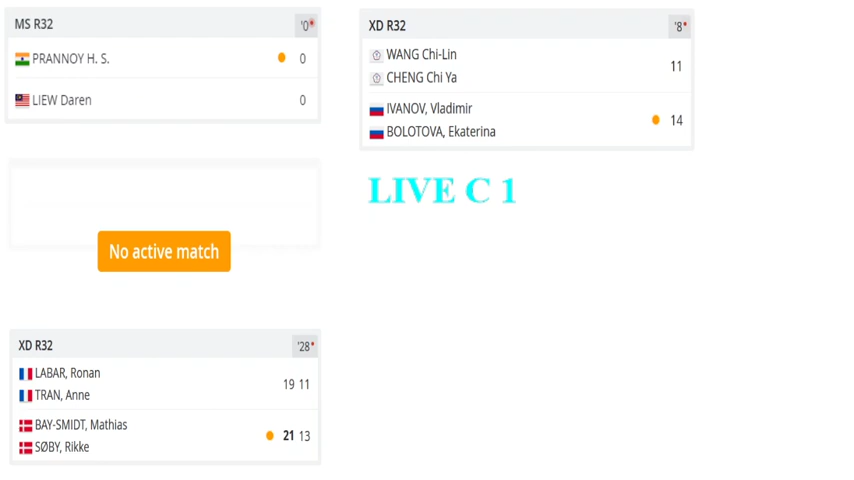 MS R32 '0
PRANNOY H. S. 0
LIEW Daren 0
No active match
XD R32 '28
LABAR, Ronan
TRAN, Anne
19 11
BAY-SMIDT, Mathias
SØBY, Rikke
21 13
XD R32 '8
WANG Chi-Lin
CHENG Chi Ya
11
IVANOV, Vladimir
BOLOTOVA, Ekaterina
14
LIVE C 1